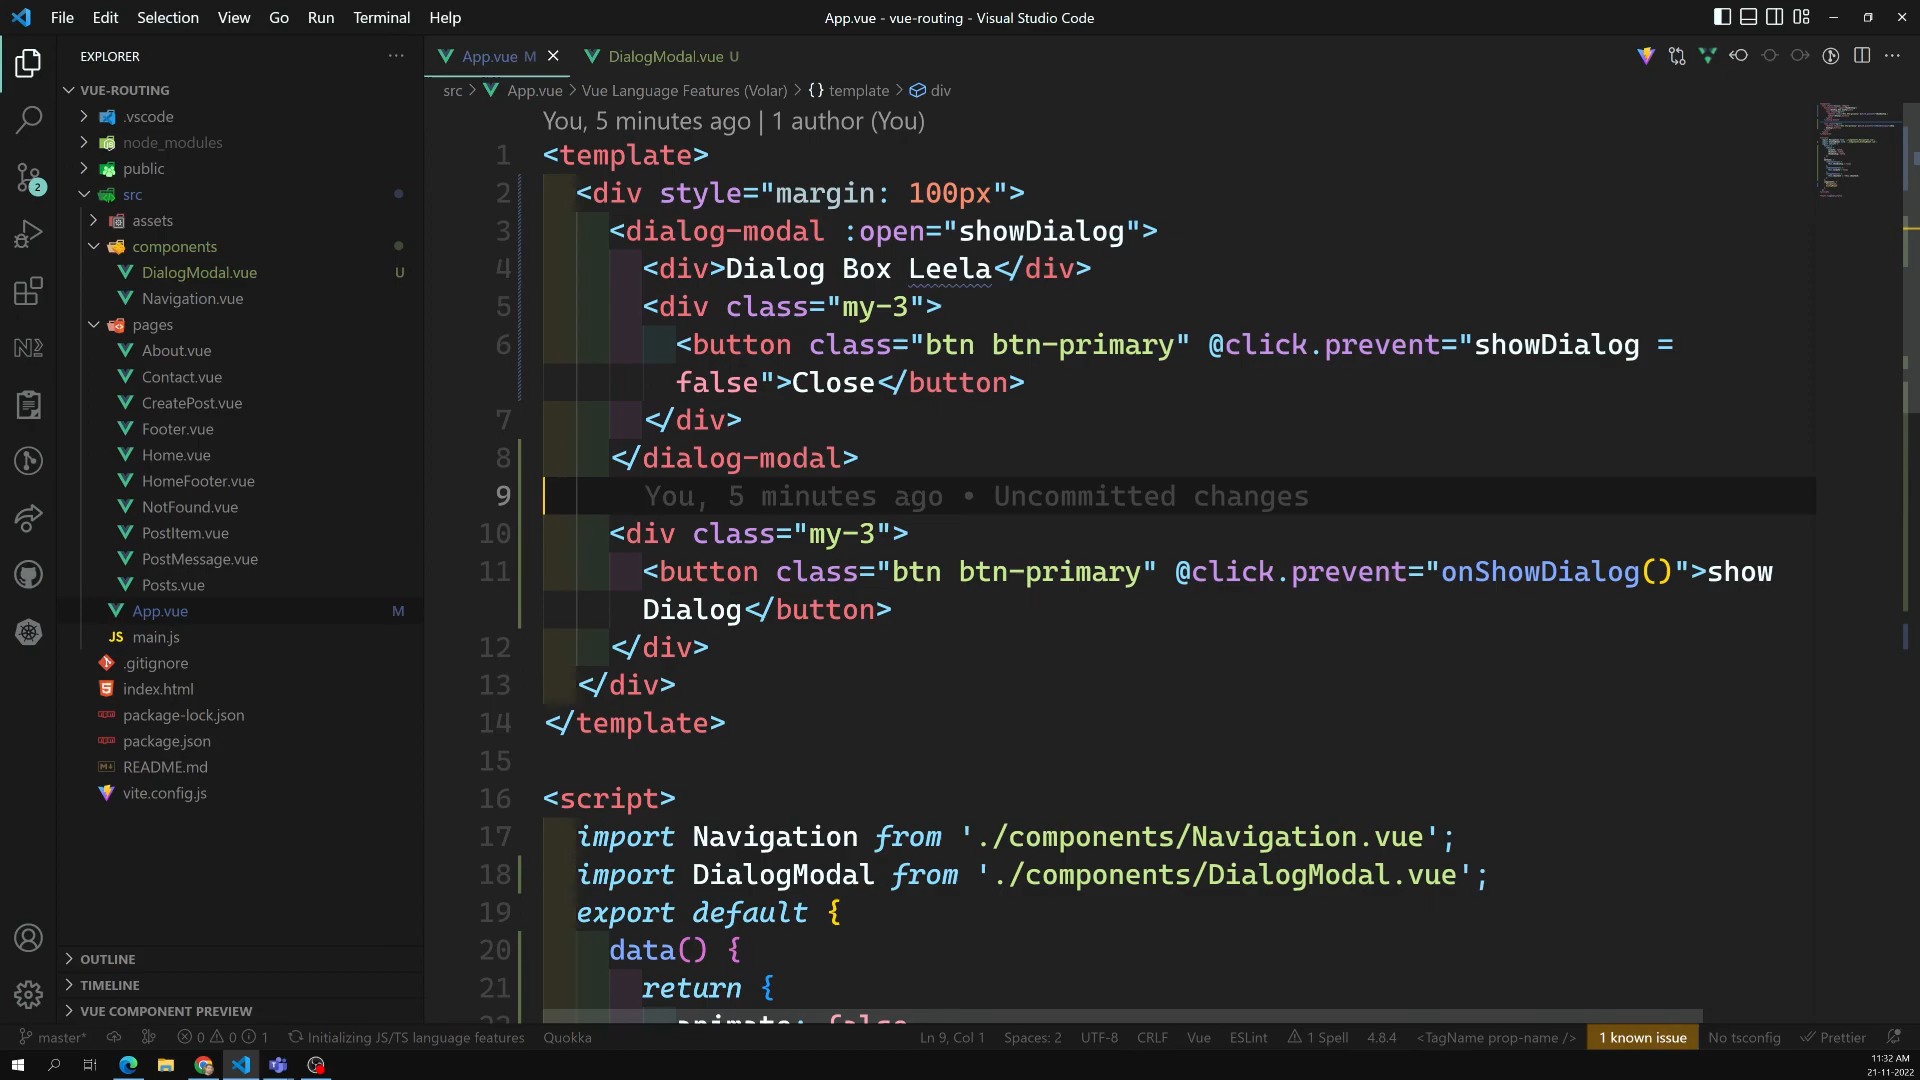 File Edit Selection View Go Run Terminal Help
App.vue - vue-routing - Visual Studio Code
EXPLORER
VUE-ROUTING
.vscode
node_modules
public
src
assets
components
DialogModal.vue U
Navigation.vue
pages
About.vue
Contact.vue
CreatePost.vue
Footer.vue
Home.vue
HomeFooter.vue
NotFound.vue
PostItem.vue
PostMessage.vue
Posts.vue
App.vue M
JS main.js
.gitignore
index.html
package-lock.json
package.json
README.md
vite.config.js
OUTLINE
TIMELINE
VUE COMPONENT PREVIEW
2
App.vue M
DialogModal.vue U
src > App.vue > Vue Language Features (Volar) > {} template > div
You, 5 minutes ago | 1 author (You)
1 <template>
2 <div style="margin: 100px">
3 <dialog-modal :open="showDialog">
4 <div>Dialog Box Leela</div>
5 <div class="my-3">
6 <button class="btn btn-primary" @click.prevent="showDialog =
false">Close</button>
7 </div>
8 </dialog-modal>
9 You, 5 minutes ago • Uncommitted changes
10 <div class="my-3">
11 <button class="btn btn-primary" @click.prevent="onShowDialog()">show
Dialog</button>
12 </div>
13 </div>
14 </template>
15
16 <script>
17 import Navigation from './components/Navigation.vue';
18 import DialogModal from './components/DialogModal.vue';
19 export default {
20 data() {
21 return {
22 animate: false
master* 0 0 1 Initializing JS/TS language features Quokka
Ln 9, Col 1 Spaces: 2 UTF-8 CRLF Vue ESLint 1 Spell 4.8.4 <TagName prop-name /> 1 known issue No tsconfig Prettier
11:32 AM
21-11-2022